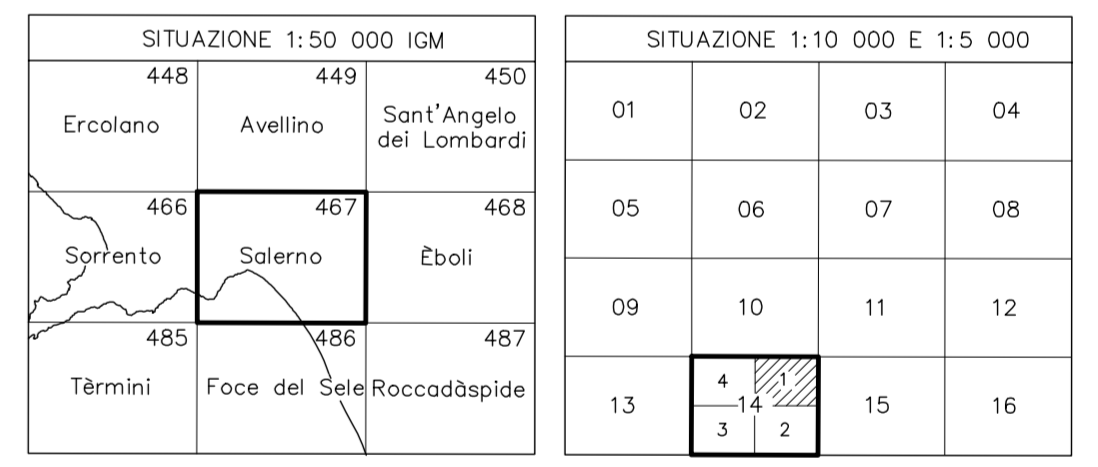 SITUAZIONE 1:50 000 IGM
448
Ercolano
449
Avellino
450
Sant'Angelo
dei Lombardi
466
Sorrento
467
Salerno
468
Èboli
485
Tèrmini
486
Foce del Sele
487
Roccadàspide
SITUAZIONE 1:10 000 E 1:5 000
01
02
03
04
05
06
07
08
09
10
11
12
13
4
1
14
3
2
15
16